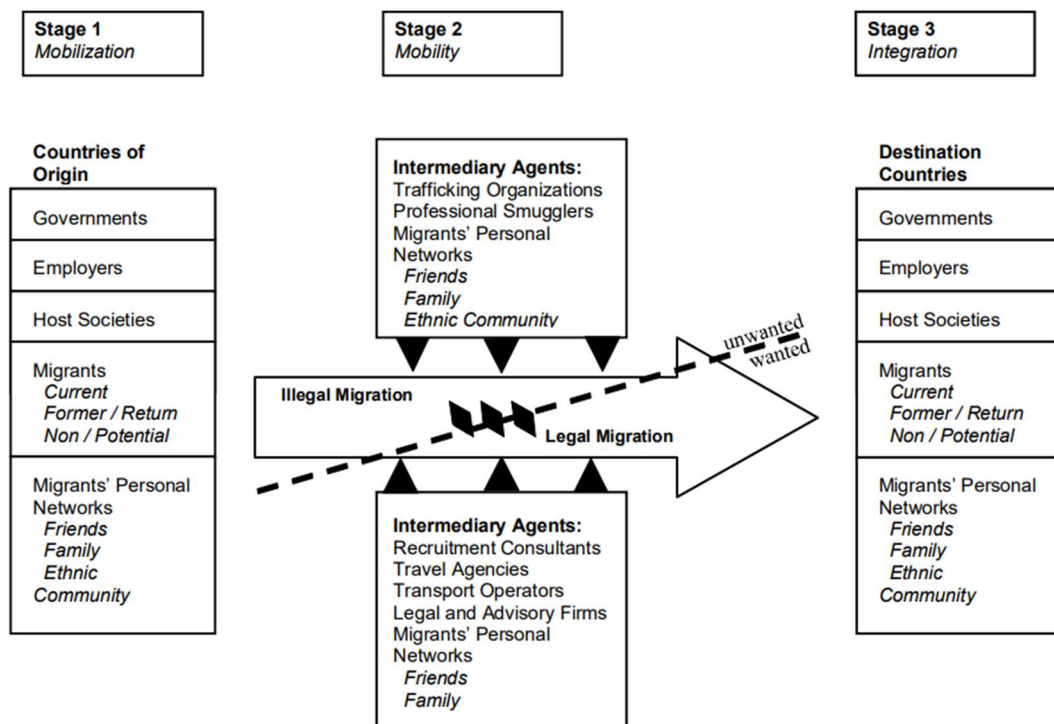 Stage 1
Mobilization
Stage 2
Mobility
Stage 3
Integration
Countries of
Origin
Governments
Employers
Host Societies
Migrants
Current
Former / Return
Non / Potential
Migrants' Personal
Networks
Friends
Family
Ethnic
Community
Intermediary Agents:
Trafficking Organizations
Professional Smugglers
Migrants' Personal
Networks
Friends
Family
Ethnic Community
Illegal Migration
Legal Migration
unwanted
wanted
Intermediary Agents:
Recruitment Consultants
Travel Agencies
Transport Operators
Legal and Advisory Firms
Migrants' Personal
Networks
Friends
Family
Destination
Countries
Governments
Employers
Host Societies
Migrants
Current
Former / Return
Non / Potential
Migrants' Personal
Networks
Friends
Family
Ethnic
Community